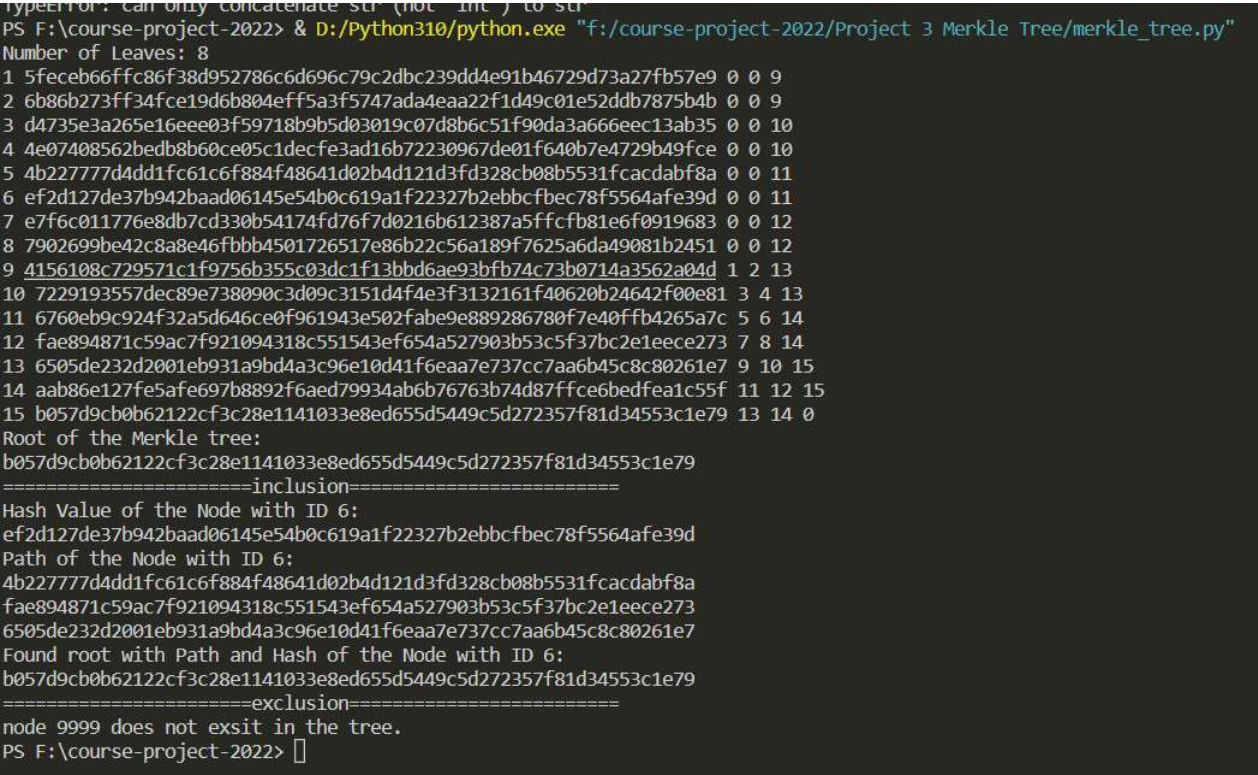 TypeError: can only concatenate str (not "int") to str
PS F:\course-project-2022> & D:/Python310/python.exe "f:/course-project-2022/Project 3 Merkle Tree/merkle_tree.py"
Number of Leaves: 8
1 5feceb66ffc86f38d952786c6d696c79c2dbc239dd4e91b46729d73a27fb57e9 0 0 9
2 6b86b273ff34fce19d6b804eff5a3f5747ada4eaa22f1d49c01e52ddb7875b4b 0 0 9
3 d4735e3a265e16eee03f59718b9b5d03019c07d8b6c51f90da3a666eec13ab35 0 0 10
4 4e07408562bedb8b60ce05c1decfe3ad16b72230967de01f640b7e4729b49fce 0 0 10
5 4b227777d4dd1fc61c6f884f48641d02b4d121d3fd328cb08b5531fcacdabf8a 0 0 11
6 ef2d127de37b942baad06145e54b0c619a1f22327b2ebbcfbec78f5564afe39d 0 0 11
7 e7f6c011776e8db7cd330b54174fd76f7d0216b612387a5ffcfb81e6f0919683 0 0 12
8 7902699be42c8a8e46fbbb4501726517e86b22c56a189f7625a6da49081b2451 0 0 12
9 4156108c729571c1f9756b355c03dc1f13bbd6ae93bfb74c73b0714a3562a04d 1 2 13
10 7229193557dec89e738090c3d09c3151d4f4e3f3132161f40620b24642f00e81 3 4 13
11 6760eb9c924f32a5d646ce0f961943e502fabe9e889286780f7e40ffb4265a7c 5 6 14
12 fae894871c59ac7f921094318c551543ef654a527903b53c5f37bc2e1eece273 7 8 14
13 6505de232d2001eb931a9bd4a3c96e10d41f6eaa7e737cc7aa6b45c8c80261e7 9 10 15
14 aab86e127fe5afe697b8892f6aed79934ab6b76763b74d87ffce6bedfea1c55f 11 12 15
15 b057d9cb0b62122cf3c28e1141033e8ed655d5449c5d272357f81d34553c1e79 13 14 0
Root of the Merkle tree:
b057d9cb0b62122cf3c28e1141033e8ed655d5449c5d272357f81d34553c1e79
=======================inclusion=========================
Hash Value of the Node with ID 6:
ef2d127de37b942baad06145e54b0c619a1f22327b2ebbcfbec78f5564afe39d
Path of the Node with ID 6:
4b227777d4dd1fc61c6f884f48641d02b4d121d3fd328cb08b5531fcacdabf8a
fae894871c59ac7f921094318c551543ef654a527903b53c5f37bc2e1eece273
6505de232d2001eb931a9bd4a3c96e10d41f6eaa7e737cc7aa6b45c8c80261e7
Found root with Path and Hash of the Node with ID 6:
b057d9cb0b62122cf3c28e1141033e8ed655d5449c5d272357f81d34553c1e79
=======================exclusion=========================
node 9999 does not exsit in the tree.
PS F:\course-project-2022>